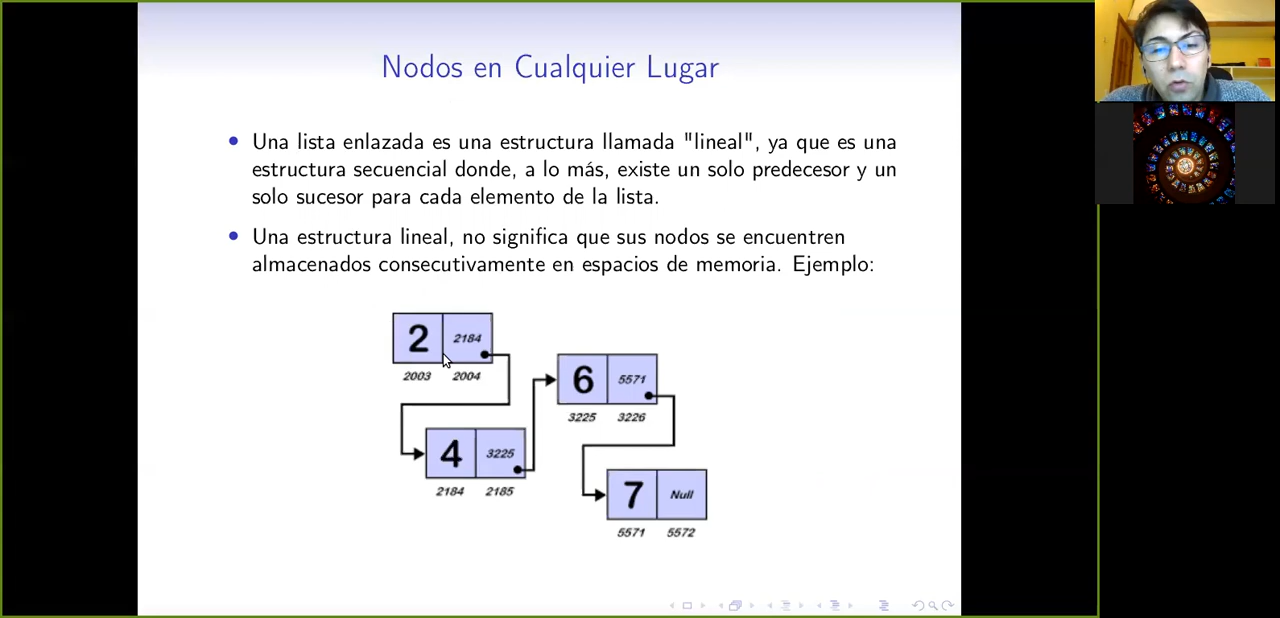 Nodos en Cualquier Lugar
Una lista enlazada es una estructura llamada "lineal", ya que es una
estructura secuencial donde, a lo más, existe un solo predecesor y un
solo sucesor para cada elemento de la lista.
Una estructura lineal, no significa que sus nodos se encuentren
almacenados consecutivamente en espacios de memoria. Ejemplo:
2 2184
2003 2004
6 5571
3225 3226
4 3225
2184 2185
7 Null
5571 5572